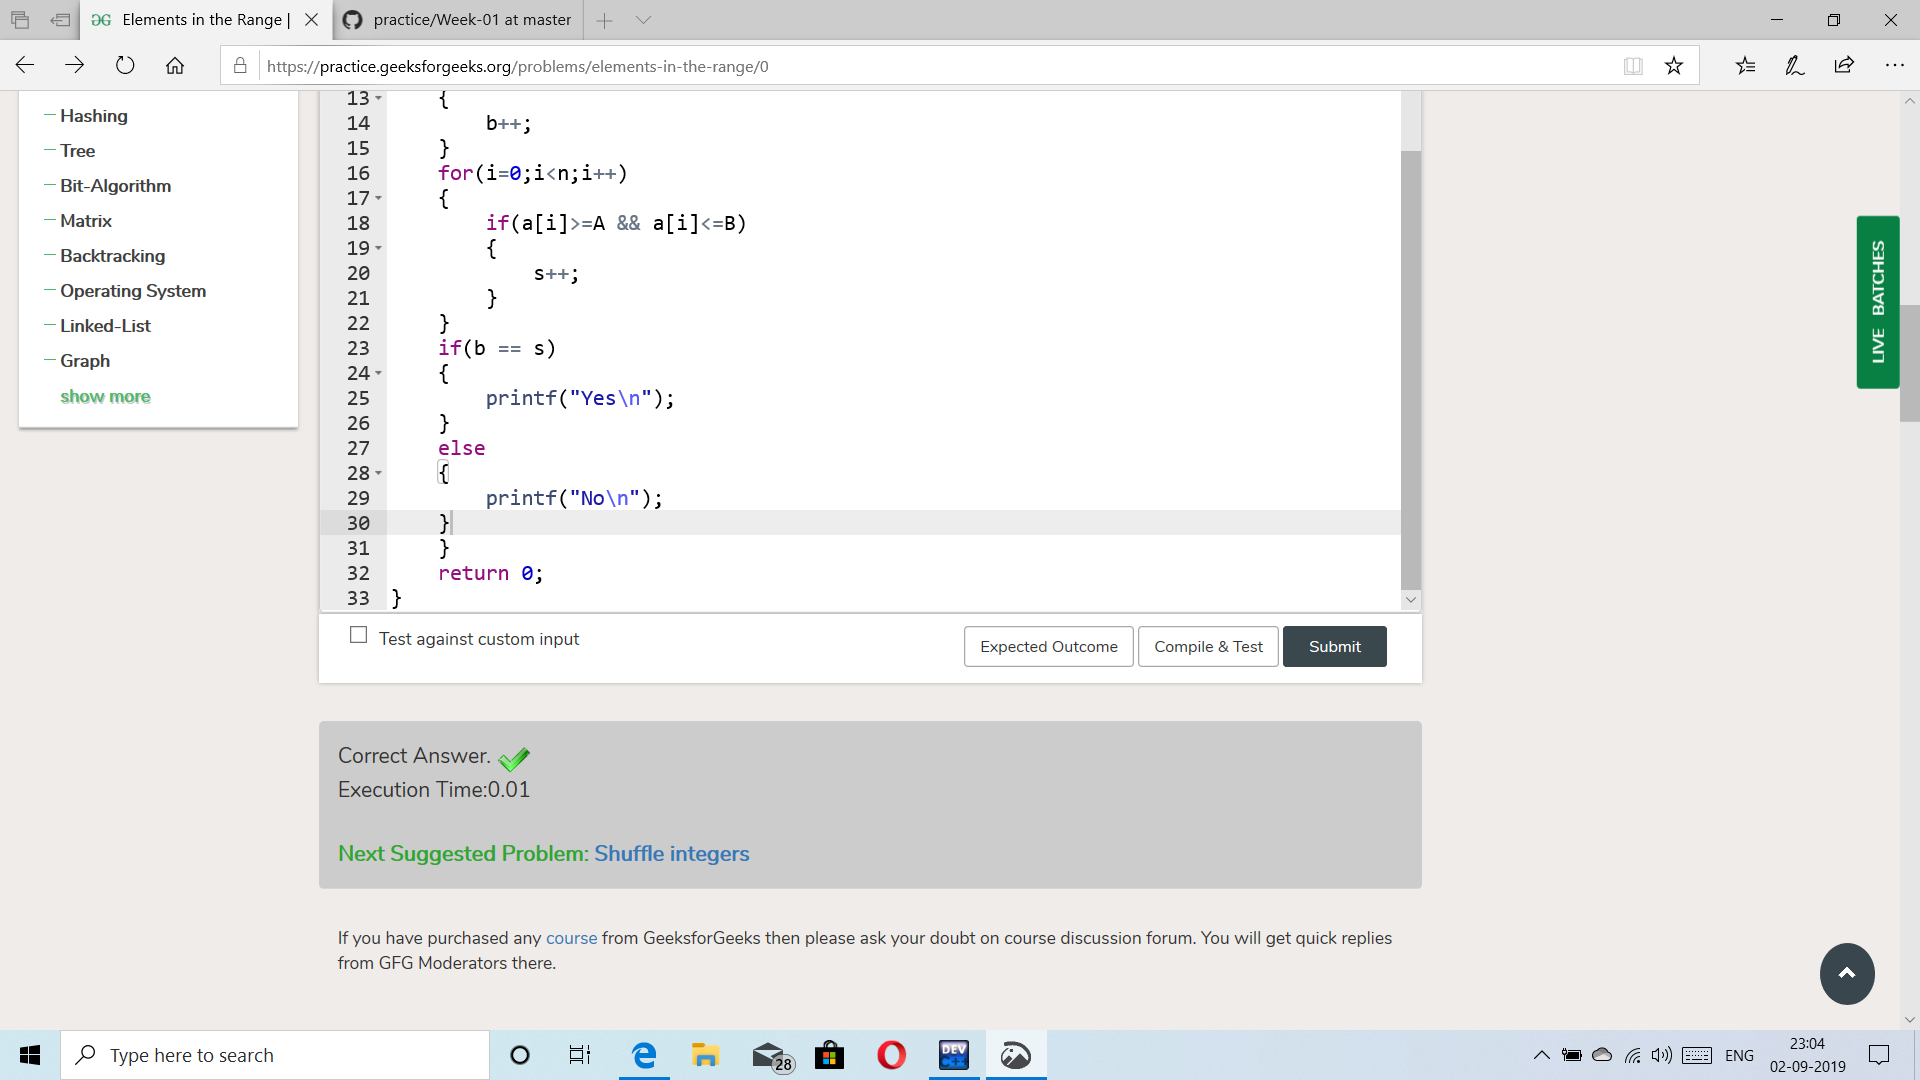 Elements in the Range |
practice/Week-01 at master
https://practice.geeksforgeeks.org/problems/elements-in-the-range/0
Hashing
Tree
Bit-Algorithm
Matrix
Backtracking
Operating System
Linked-List
Graph
show more
13 {
14 b++;
15 }
16 for(i=0;i<n;i++)
17 {
18 if(a[i]>=A && a[i]<=B)
19 {
20 s++;
21 }
22 }
23 if(b == s)
24 {
25 printf("Yes\n");
26 }
27 else
28 {
29 printf("No\n");
30 }
31 }
32 return 0;
33 }
LIVE BATCHES
Test against custom input
Expected Outcome
Compile & Test
Submit
Correct Answer.
Execution Time:0.01
Next Suggested Problem: Shuffle integers
If you have purchased any course from GeeksforGeeks then please ask your doubt on course discussion forum. You will get quick replies
from GFG Moderators there.
Type here to search
28
DEV
C++
ENG
23:04
02-09-2019